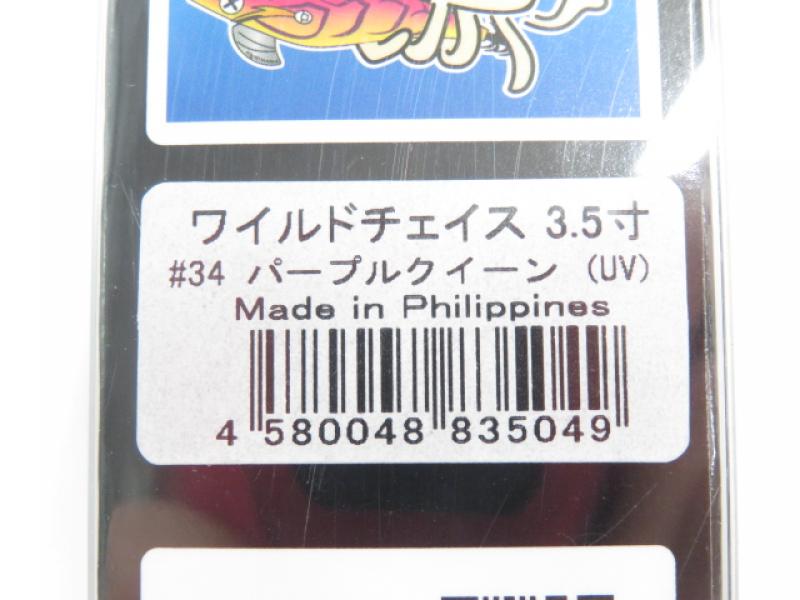 ワイルドチェイス 3.5寸
#34 パープルクイーン (UV)
Made in Philippines
4 580048 835049